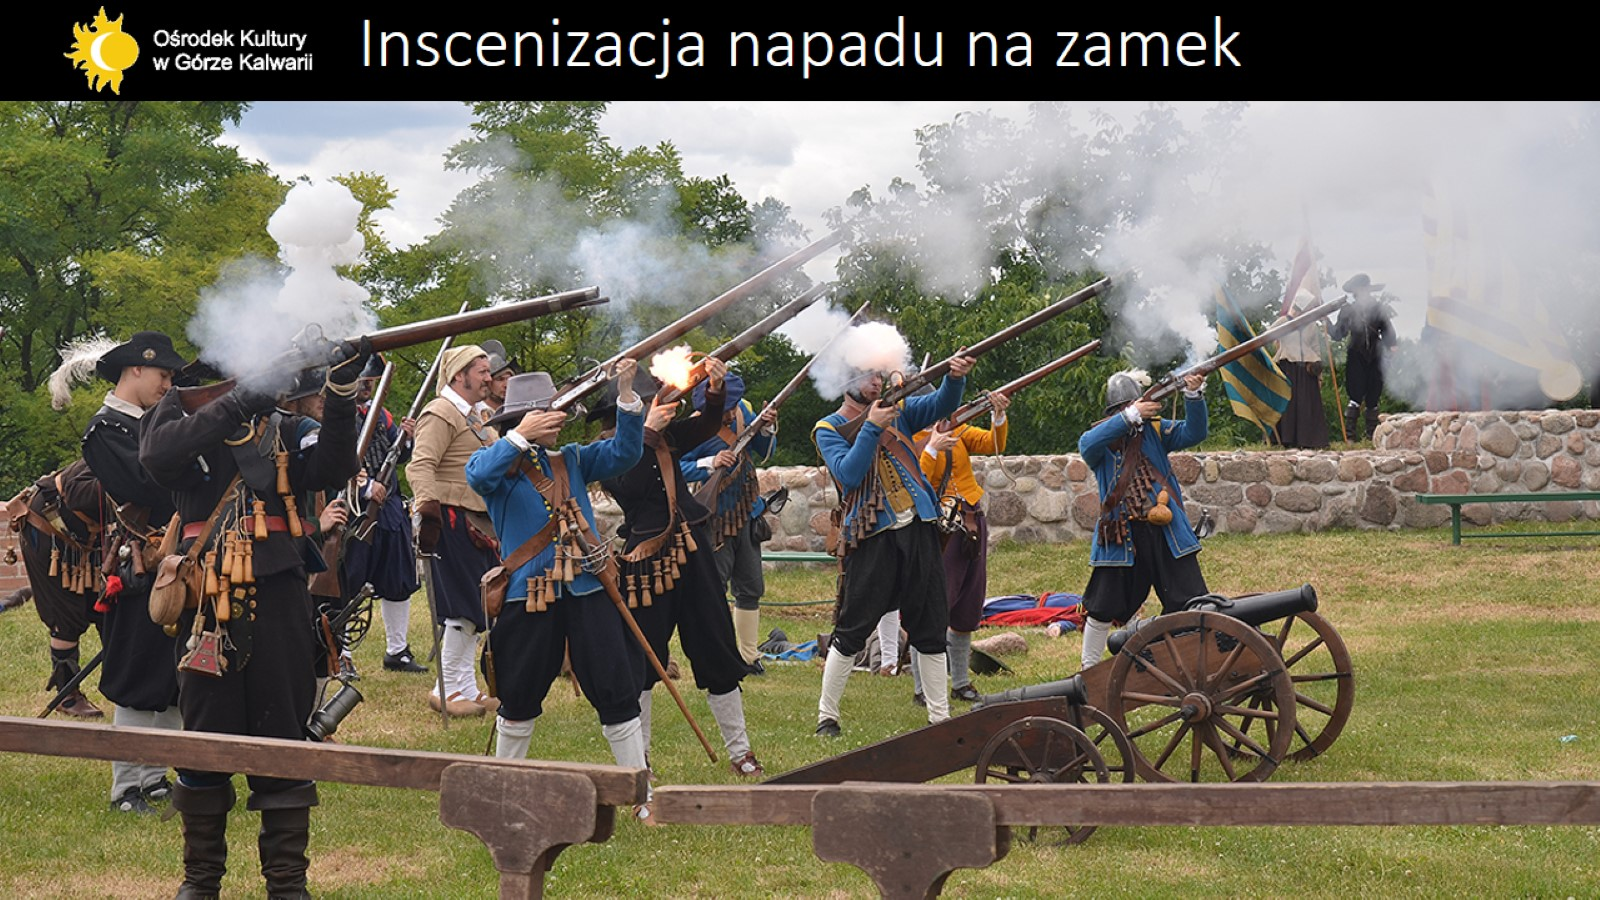 Ośrodek Kultury
w Górze Kalwarii
Inscenizacja napadu na zamek